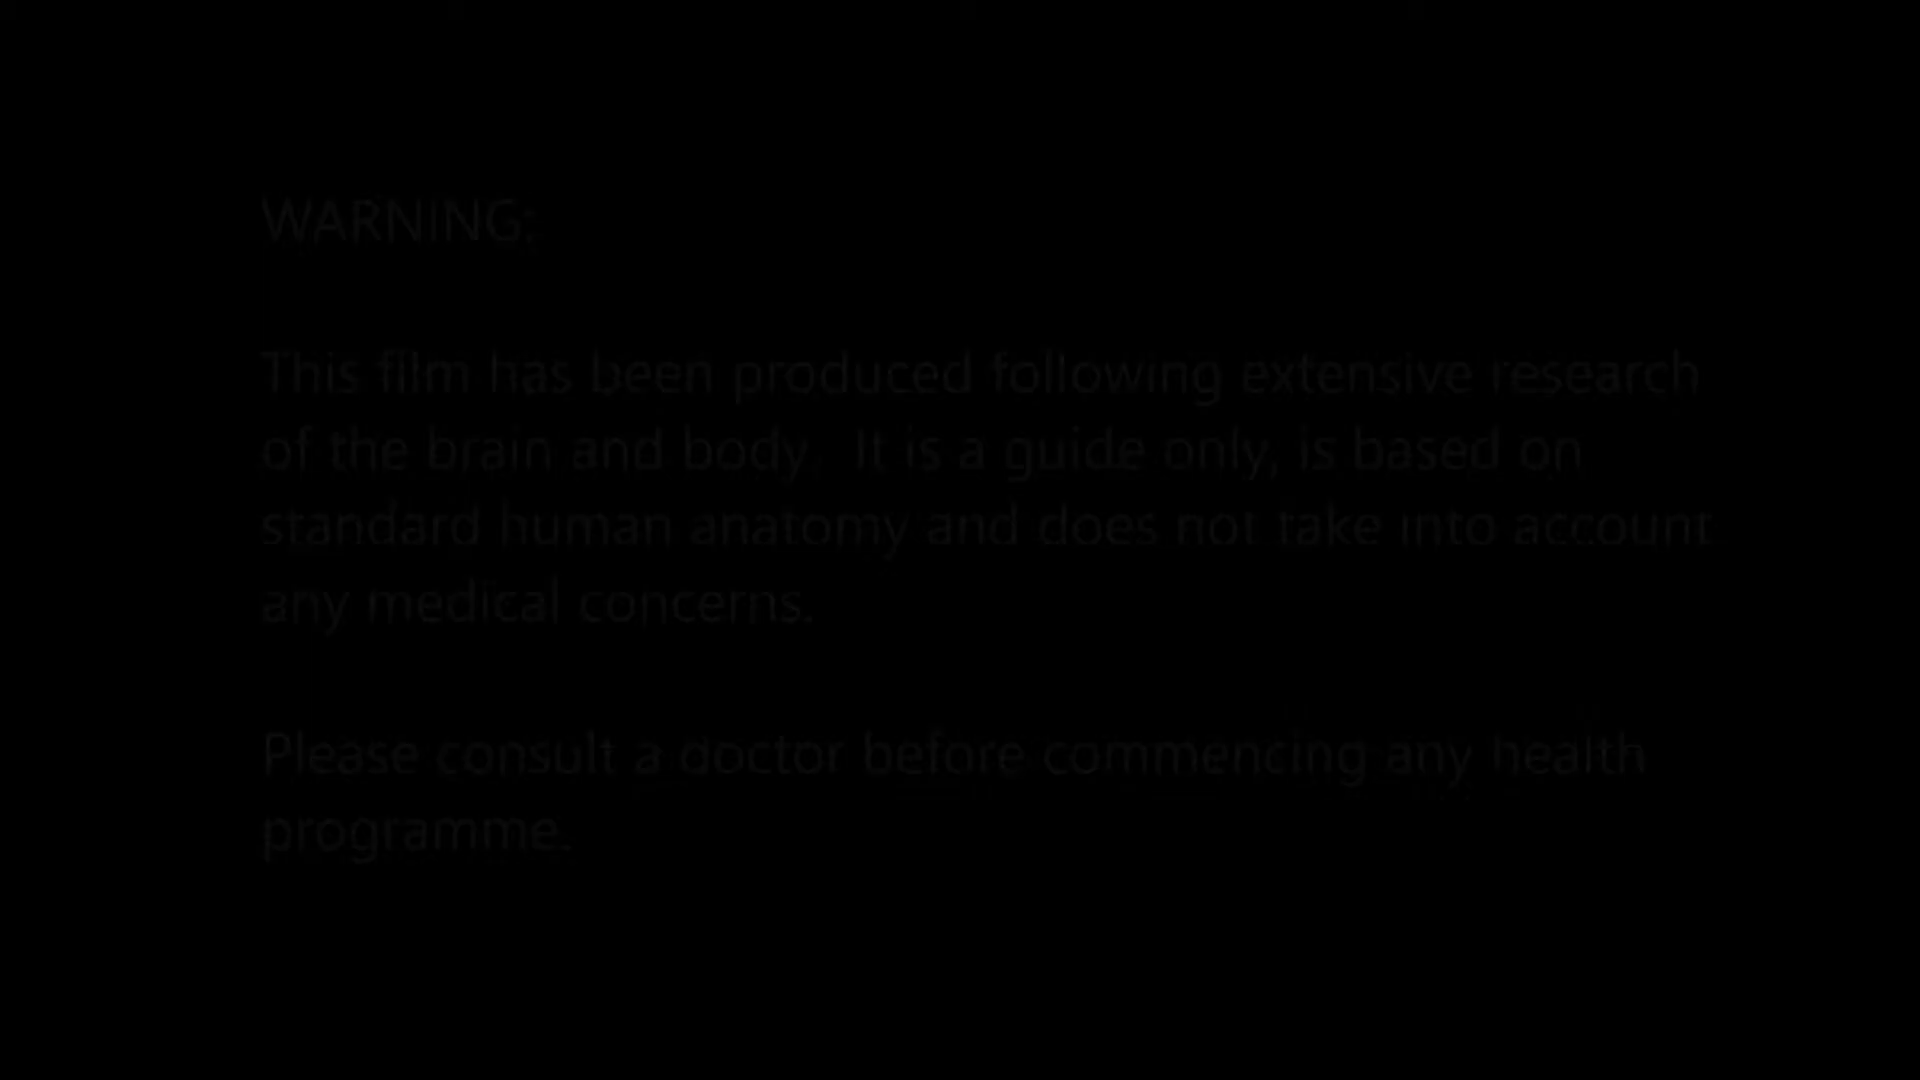 WARNING:
This film has been produced following extensive research
of the brain and body.  It is a guide only, is based on
standard human anatomy and does not take into account
any medical concerns.
Please consult a doctor before commencing any health
programme.